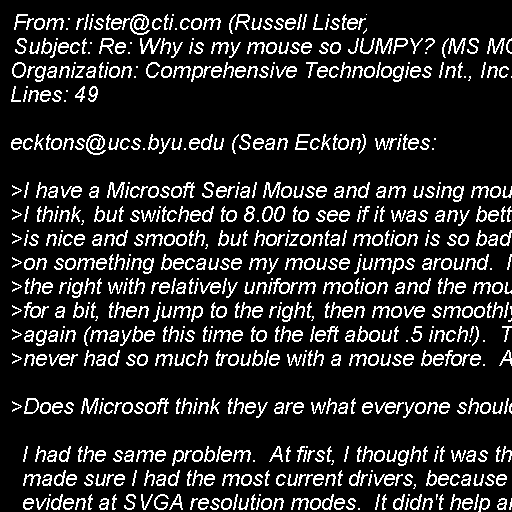 From: rlister@cti.com (Russell Lister)
Subject: Re: Why is my mouse so JUMPY? (MS MO
Organization: Comprehensive Technologies Int., Inc.
Lines: 49

ecktons@ucs.byu.edu (Sean Eckton) writes:

>I have a Microsoft Serial Mouse and am using mou
>I think, but switched to 8.00 to see if it was any bett
>is nice and smooth, but horizontal motion is so bad
>on something because my mouse jumps around.
>the right with relatively uniform motion and the mou
>for a bit, then jump to the right, then move smoothly
>again (maybe this time to the left about .5 inch!). T
>never had so much trouble with a mouse before. A

>Does Microsoft think they are what everyone shoul

I had the same problem. At first, I thought it was th
made sure I had the most current drivers, because
evident at SVGA resolution modes. It didn't help a